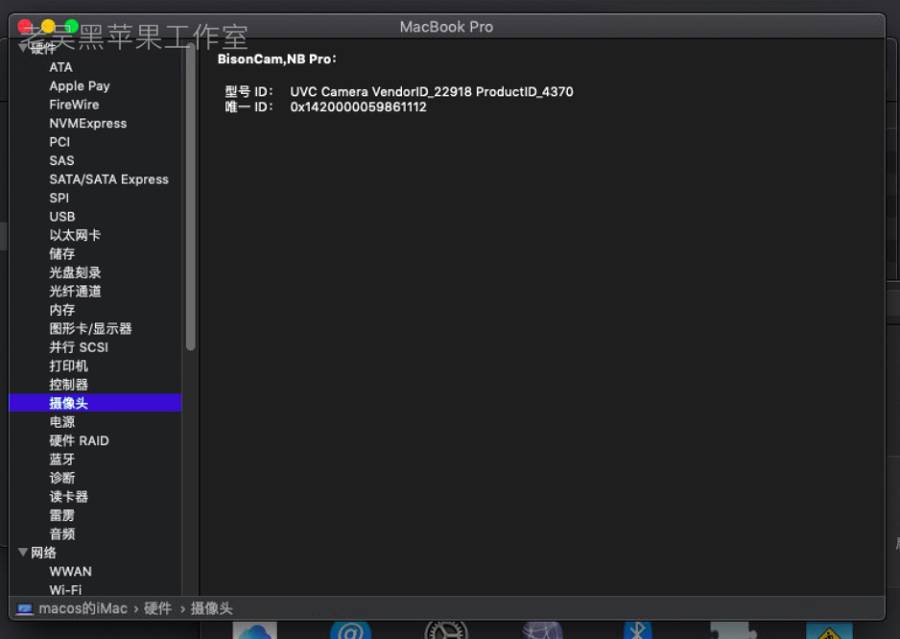 MacBook Pro
老吴黑苹果工作室
硬件
ATA
Apple Pay
FireWire
NVMExpress
PCI
SAS
SATA/SATA Express
SPI
USB
以太网卡
储存
光盘刻录
光纤通道
内存
图形卡/显示器
并行 SCSI
打印机
控制器
摄像头
电源
硬件 RAID
蓝牙
诊断
读卡器
雷雳
音频
网络
WWAN
Wi-Fi
BisonCam,NB Pro:
型号 ID: UVC Camera VendorID_22918 ProductID_4370
唯一 ID: 0x1420000059861112
macos的iMac › 硬件 › 摄像头